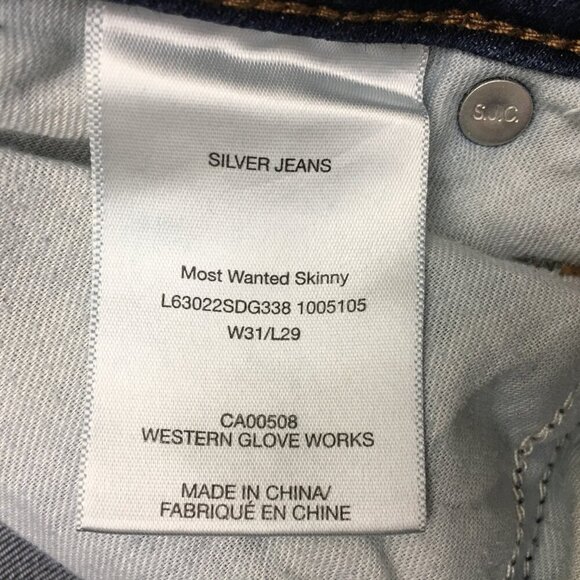 SILVER JEANS
S.J.C.
Most Wanted Skinny
L63022SDG338 1005105
W31/L29
CA00508
WESTERN GLOVE WORKS
MADE IN CHINA/
FABRIQUÉ EN CHINE